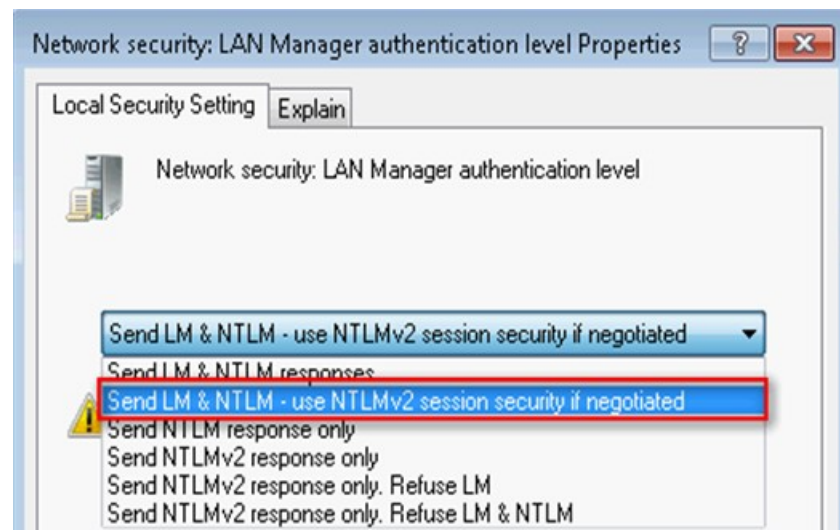 Network security: LAN Manager authentication level Properties
Local Security Setting
Explain
Network security: LAN Manager authentication level
Send LM & NTLM - use NTLMv2 session security if negotiated
Send LM & NTLM responses
Send LM & NTLM - use NTLMv2 session security if negotiated
Send NTLM response only
Send NTLMv2 response only
Send NTLMv2 response only. Refuse LM
Send NTLMv2 response only. Refuse LM & NTLM